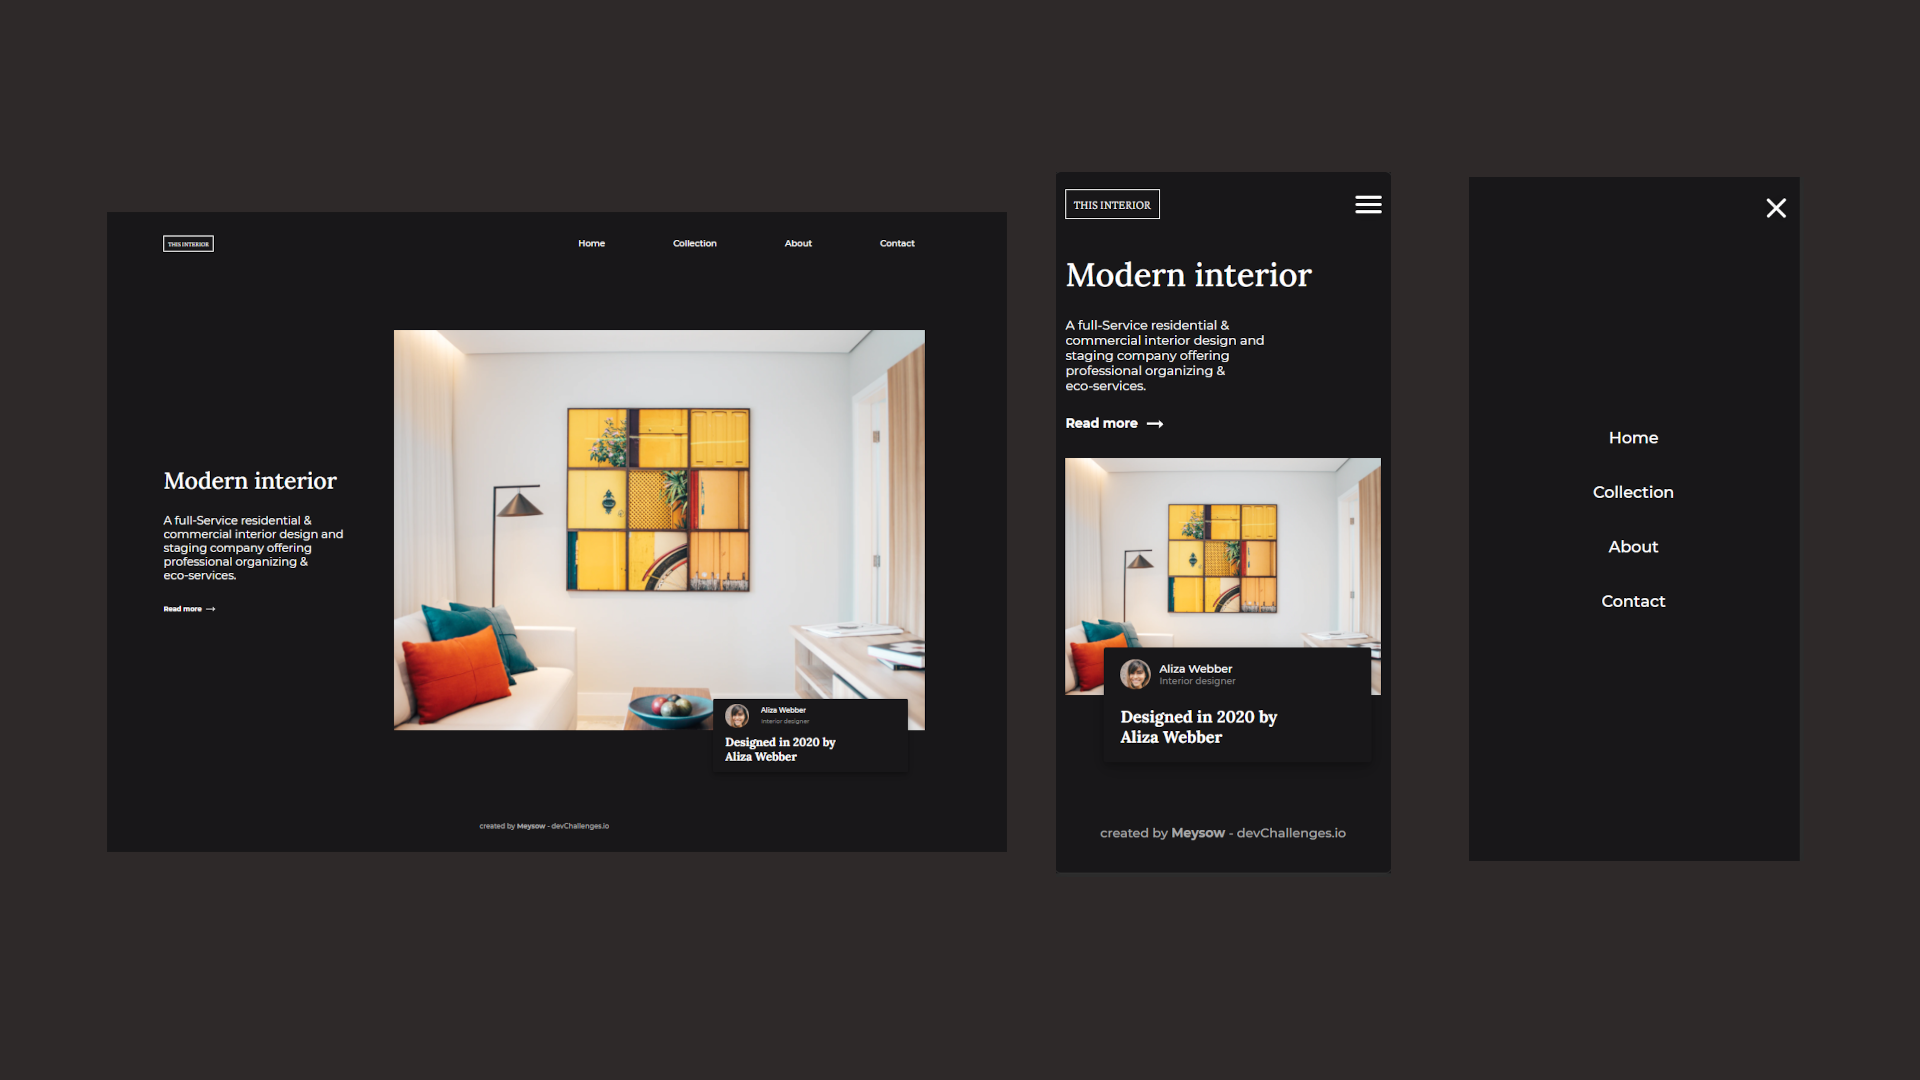 THIS INTERIOR
Home
Collection
About
Contact
Modern interior
A full-Service residential &
commercial interior design and
staging company offering
professional organizing &
eco-services.
Read more
Aliza Webber
Interior designer
Designed in 2020 by
Aliza Webber
created by Meysow - devChallenges.io
THIS INTERIOR
Modern interior
A full-Service residential &
commercial interior design and
staging company offering
professional organizing &
eco-services.
Read more
Aliza Webber
Interior designer
Designed in 2020 by
Aliza Webber
created by Meysow - devChallenges.io
Home
Collection
About
Contact